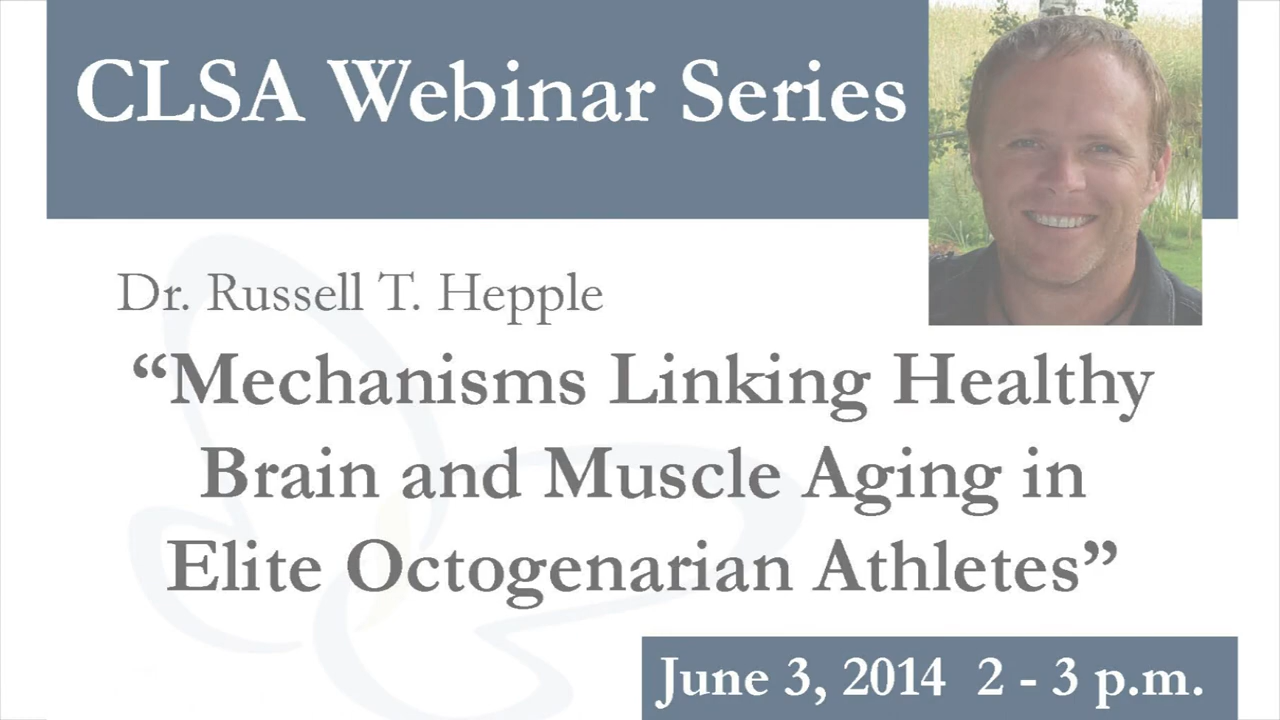 CLSA Webinar Series
Dr. Russell T. Hepple
“Mechanisms Linking Healthy
Brain and Muscle Aging in
Elite Octogenarian Athletes”
June 3, 2014 2 - 3 p.m.